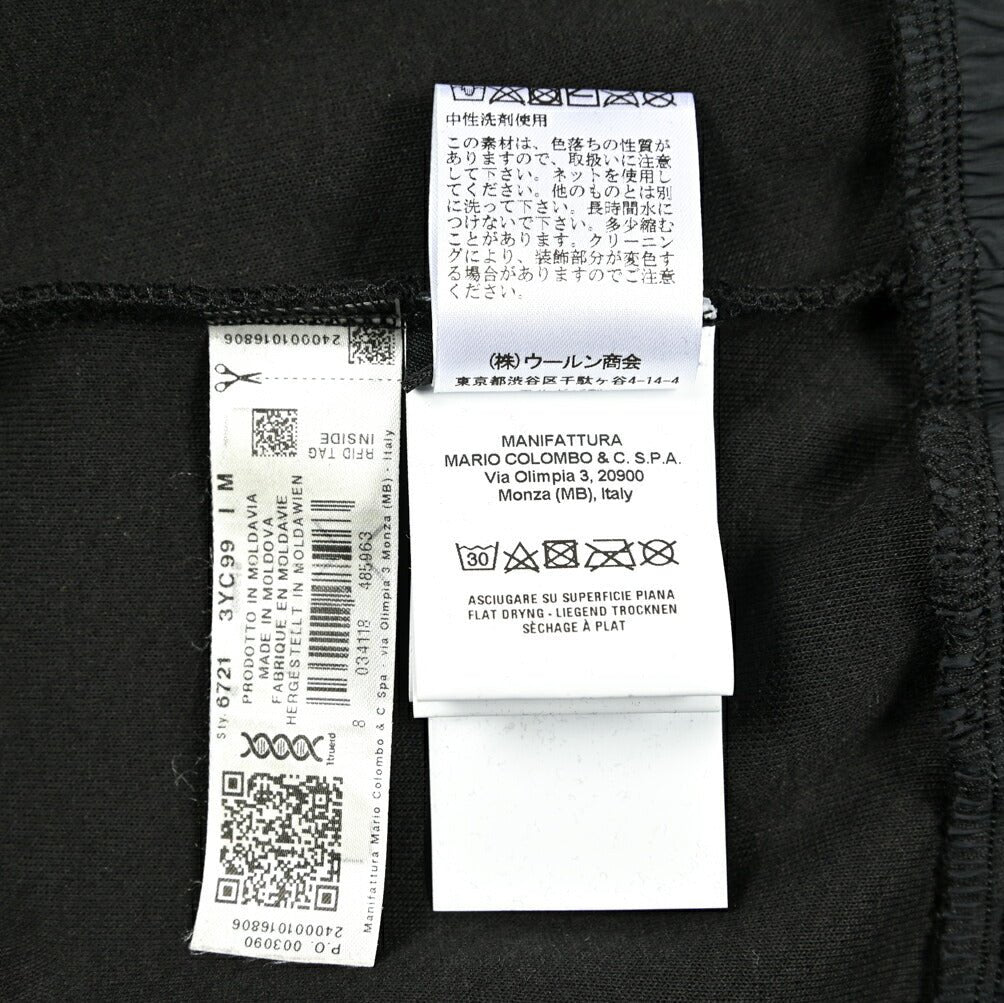 中性洗剤使用
この素材は、色落ちの性質が
ありますので、取扱いに注意
して下さい。ネットを使用し
てください。他のものとは別
に洗って下さい。長時間水に
つけないで下さい。多少縮む
ことがあります。クリーニン
グにより、装飾部分が変色す
る場合がありますのでご注意
ください。
(株)ウールン商会
東京都渋谷区千駄ヶ谷4-14-4
MANIFATTURA
MARIO COLOMBO & C. S.P.A.
Via Olimpia 3, 20900
Monza (MB), Italy
30
ASCIUGARE SU SUPERFICIE PIANA
FLAT DRYNG - LIEGEND TROCKNEN
SÈCHAGE À PLAT
240001016806
RFID TAG
INSIDE
Sty. 6721 3YC99 I M
PRODOTTO IN MOLDAVIA
MADE IN MOLDOVA
FABRIQUE EN MOLDAVIE
HERGESTELLT IN MOLDAWIEN
8 034118 485963
Manifattura Mario Colombo & C Spa - via Olimpia 3 Monza (MB) - Italy
1trueid
240001016806
P.O. 003090